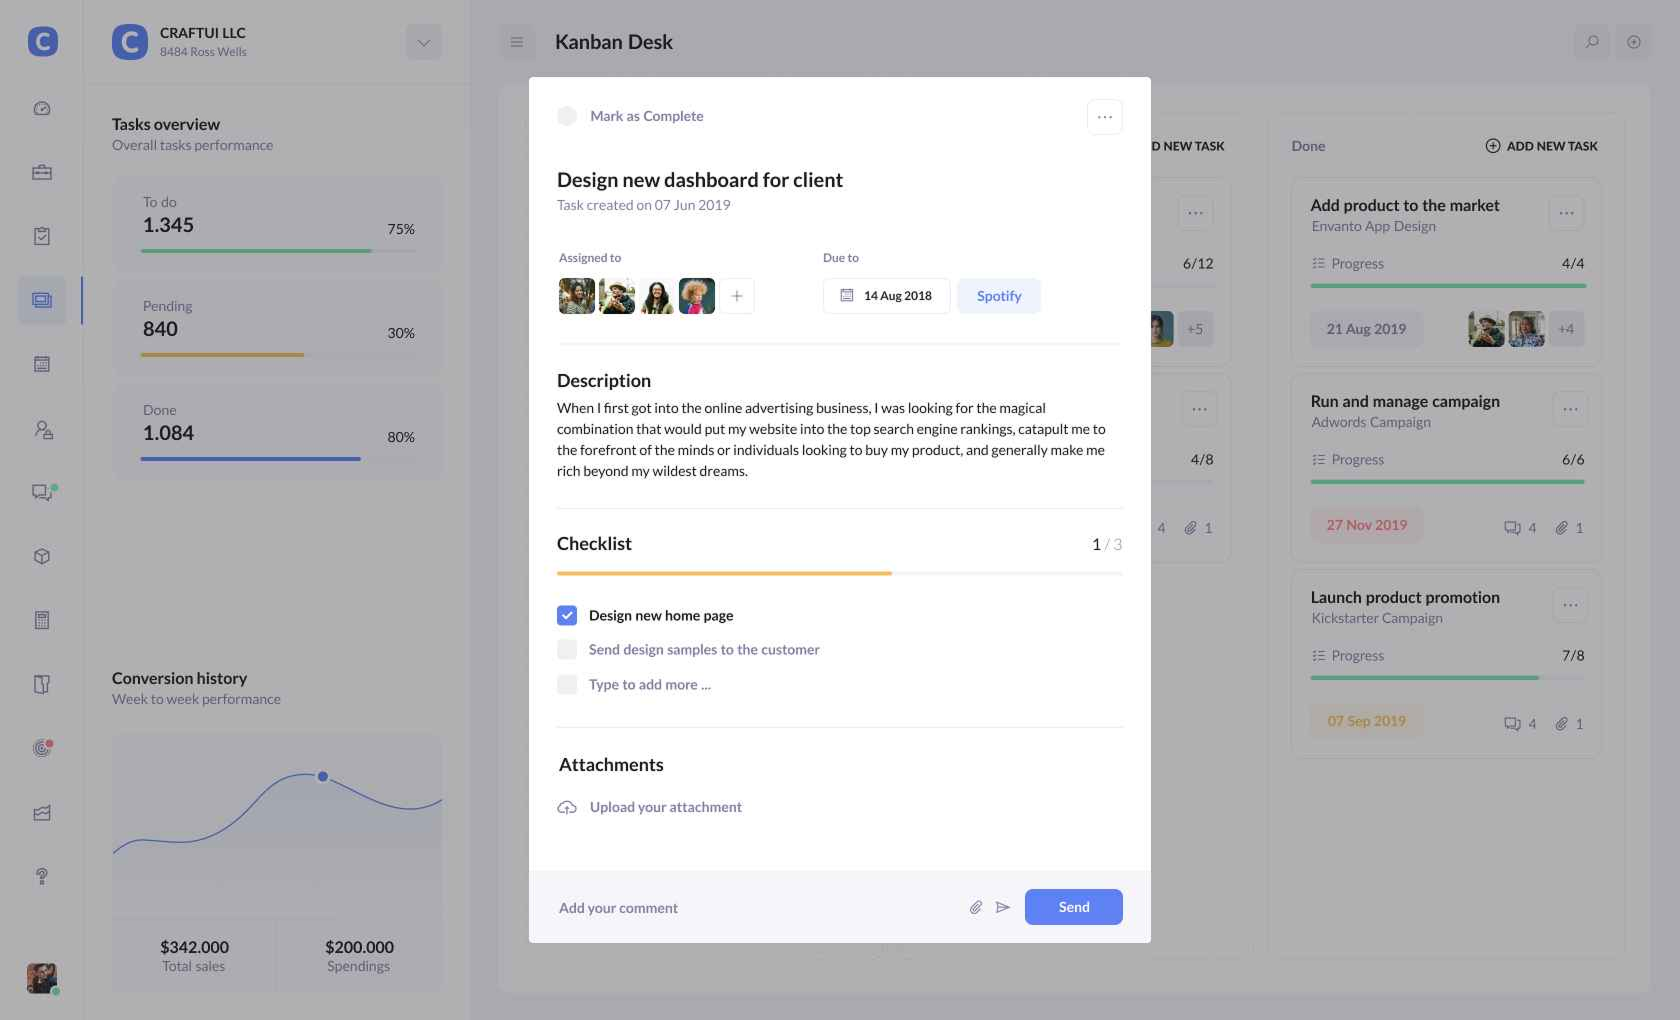 C
C
CRAFTUI LLC
8484 Ross Wells
Kanban Desk
Tasks overview
Overall tasks performance
To do
1.345
75%
Pending
840
30%
Done
1.084
80%
Conversion history
Week to week performance
$342.000
Total sales
$200.000
Spendings
Mark as Complete
Design new dashboard for client
Task created on 07 Jun 2019
Assigned to
Due to
14 Aug 2018
Spotify
Description
When I first got into the online advertising business, I was looking for the magical
combination that would put my website into the top search engine rankings, catapult me to
the forefront of the minds or individuals looking to buy my product, and generally make me
rich beyond my wildest dreams.
Checklist
1 / 3
Design new home page
Send design samples to the customer
Type to add more ...
Attachments
Upload your attachment
Add your comment
Send
D NEW TASK
6/12
+5
4/8
4
1
Done
ADD NEW TASK
Add product to the market
Envanto App Design
Progress
4/4
21 Aug 2019
+4
Run and manage campaign
Adwords Campaign
Progress
6/6
27 Nov 2019
4
1
Launch product promotion
Kickstarter Campaign
Progress
7/8
07 Sep 2019
4
1